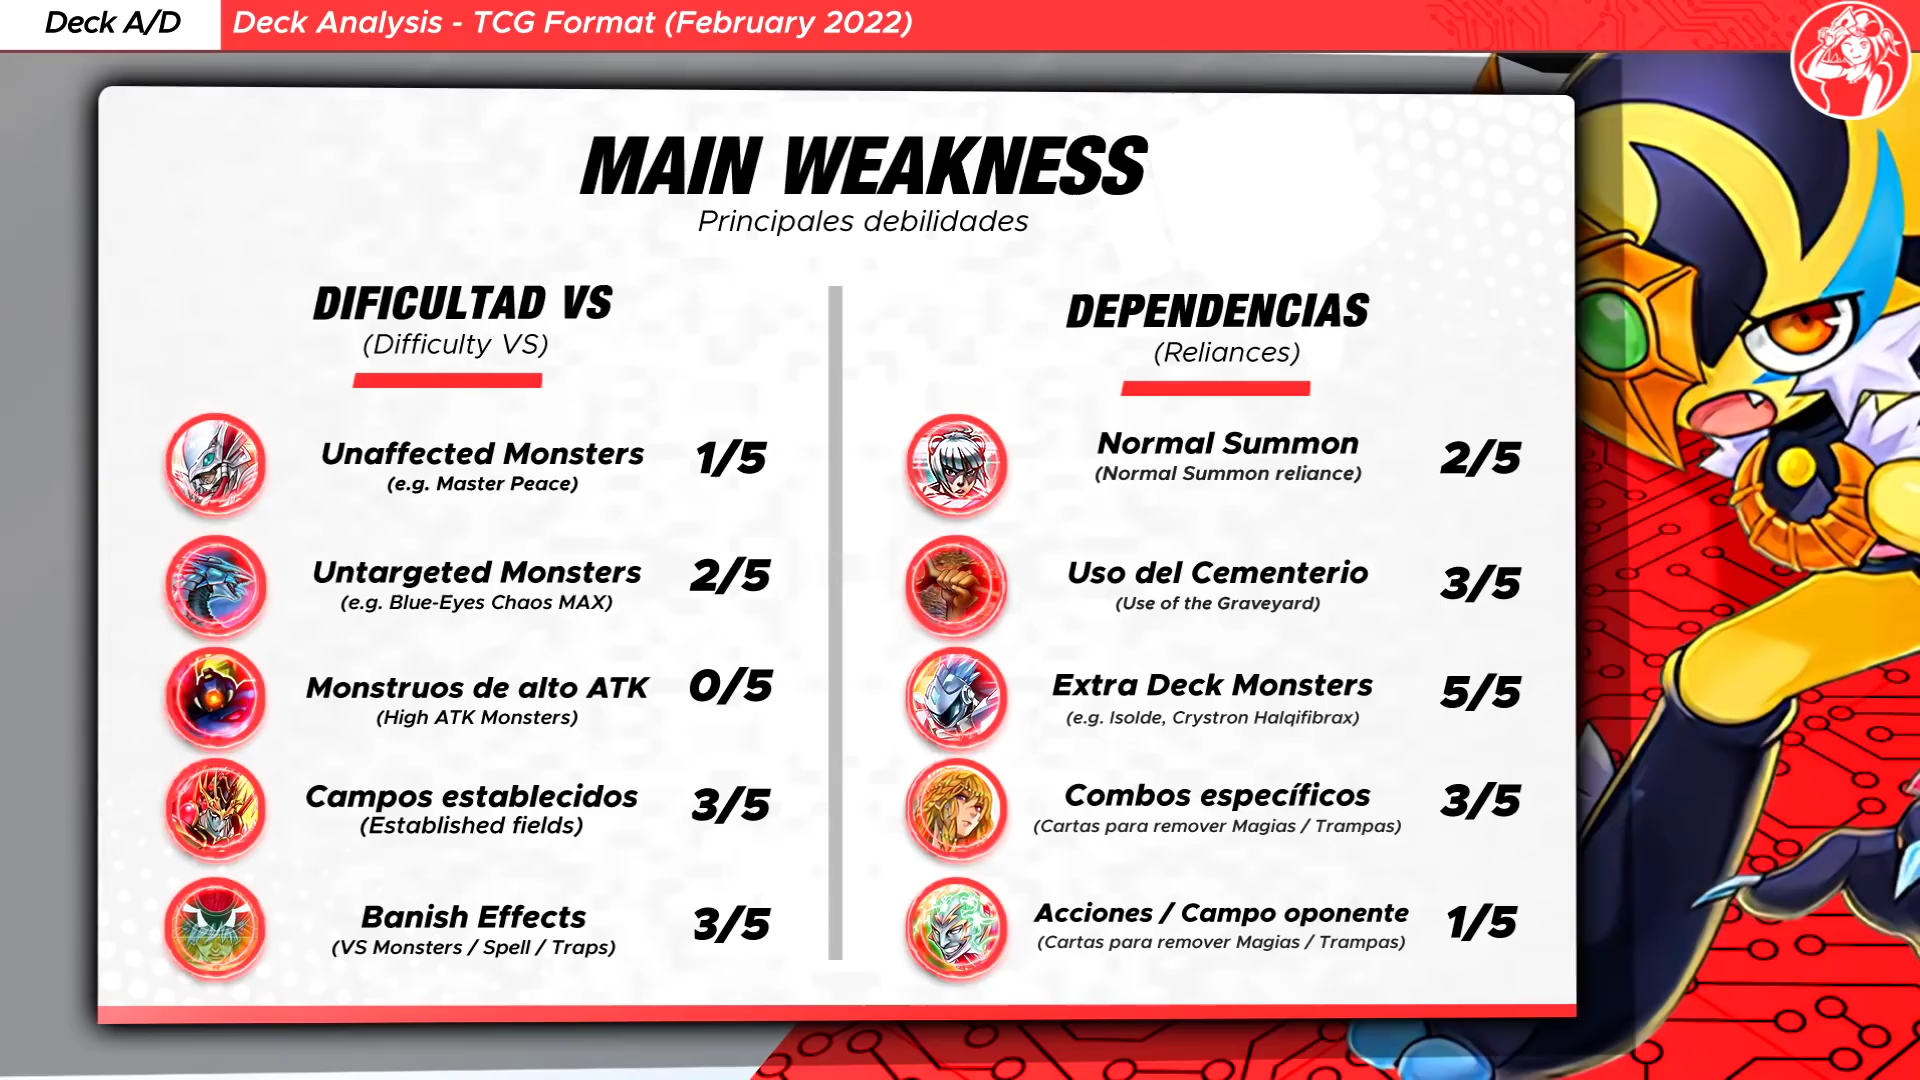 Deck A/D
Deck Analysis - TCG Format (February 2022)
MAIN WEAKNESS
Principales debilidades
DIFICULTAD VS
(Difficulty VS)
Unaffected Monsters 1/5
(e.g. Master Peace)
Untargeted Monsters 2/5
(e.g. Blue-Eyes Chaos MAX)
Monstruos de alto ATK 0/5
(High ATK Monsters)
Campos establecidos 3/5
(Established fields)
Banish Effects 3/5
(VS Monsters / Spell / Traps)
DEPENDENCIAS
(Reliances)
Normal Summon 2/5
(Normal Summon reliance)
Uso del Cementerio 3/5
(Use of the Graveyard)
Extra Deck Monsters 5/5
(e.g. Isolde, Crystron Halqifibrax)
Combos específicos 3/5
(Cartas para remover Magias / Trampas)
Acciones / Campo oponente 1/5
(Cartas para remover Magias / Trampas)